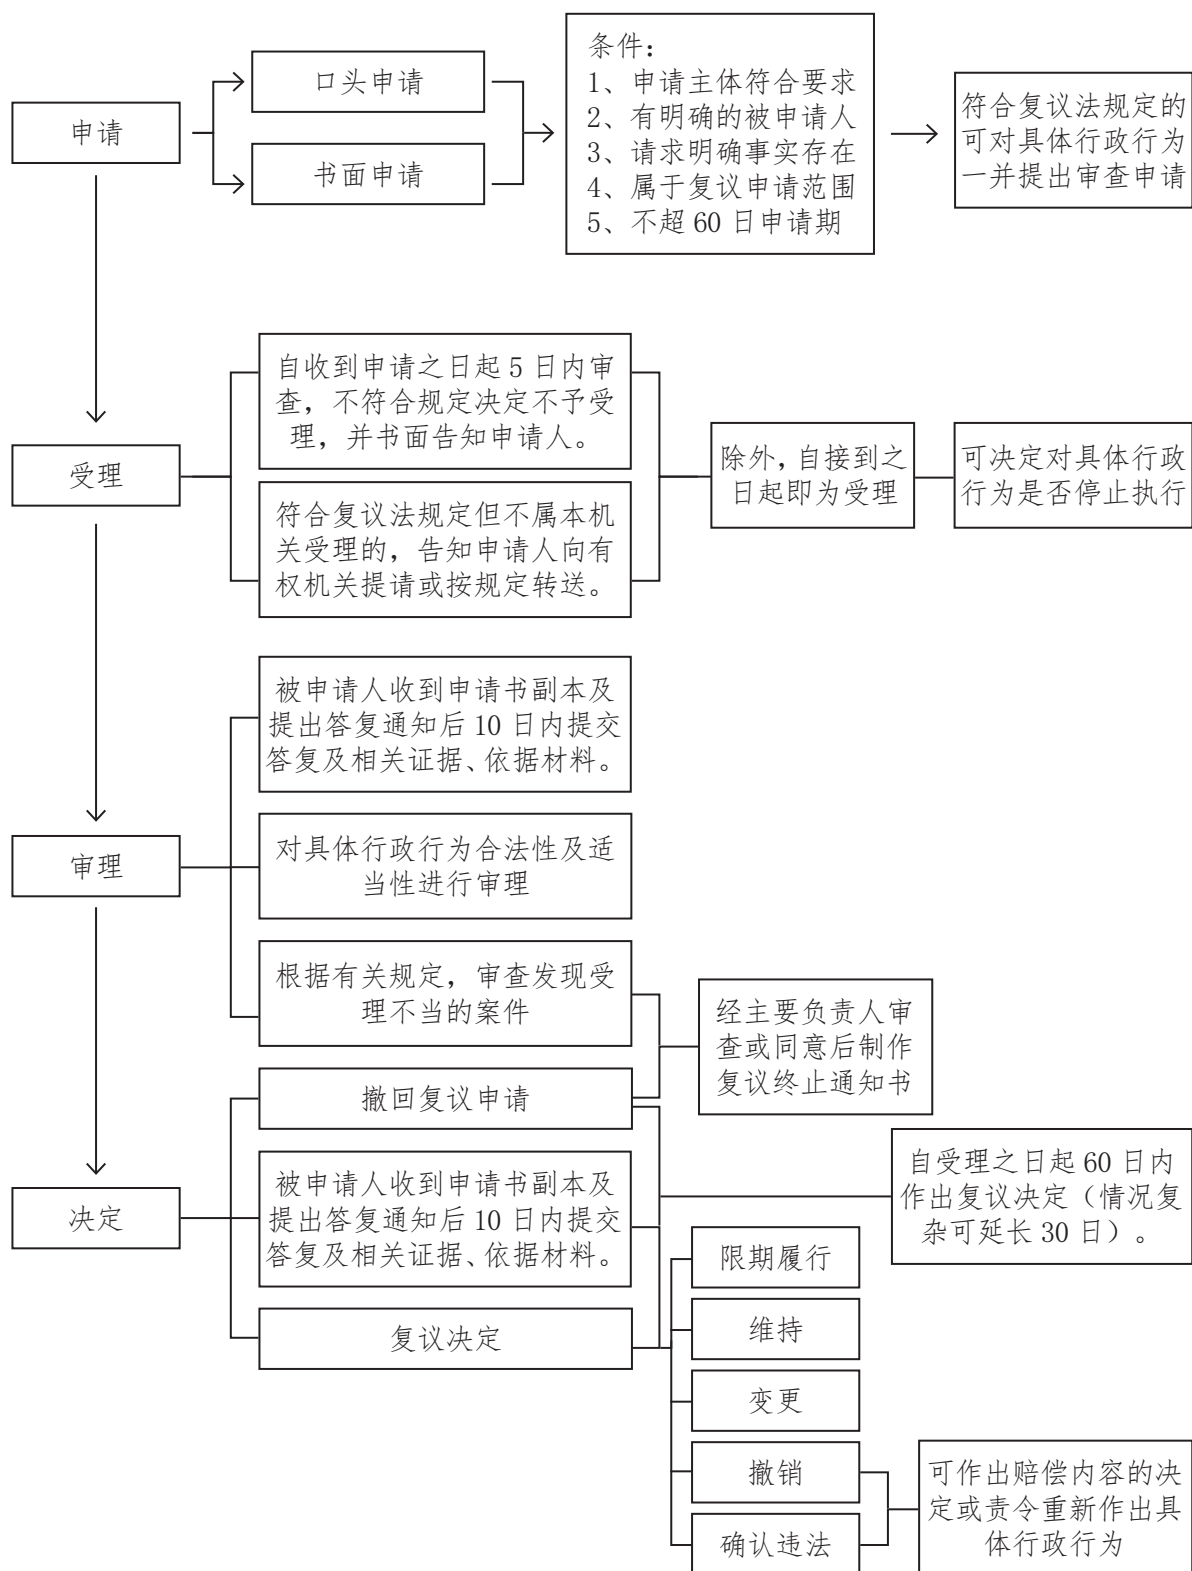 申请
口头申请
书面申请
条件：
1、申请主体符合要求
2、有明确的被申请人
3、请求明确事实存在
4、属于复议申请范围
5、不超 60 日申请期
符合复议法规定的
可对具体行政行为
一并提出审查申请
受理
自收到申请之日起 5 日内审
查，不符合规定决定不予受
理，并书面告知申请人。
符合复议法规定但不属本机
关受理的，告知申请人向有
权机关提请或按规定转送。
除外，自接到之
日起即为受理
可决定对具体行政
行为是否停止执行
审理
被申请人收到申请书副本及
提出答复通知后 10 日内提交
答复及相关证据、依据材料。
对具体行政行为合法性及适
当性进行审理
根据有关规定，审查发现受
理不当的案件
经主要负责人审
查或同意后制作
复议终止通知书
决定
撤回复议申请
被申请人收到申请书副本及
提出答复通知后 10 日内提交
答复及相关证据、依据材料。
复议决定
自受理之日起 60 日内
作出复议决定（情况复
杂可延长 30 日）。
限期履行
维持
变更
撤销
确认违法
可作出赔偿内容的决
定或责令重新作出具
体行政行为